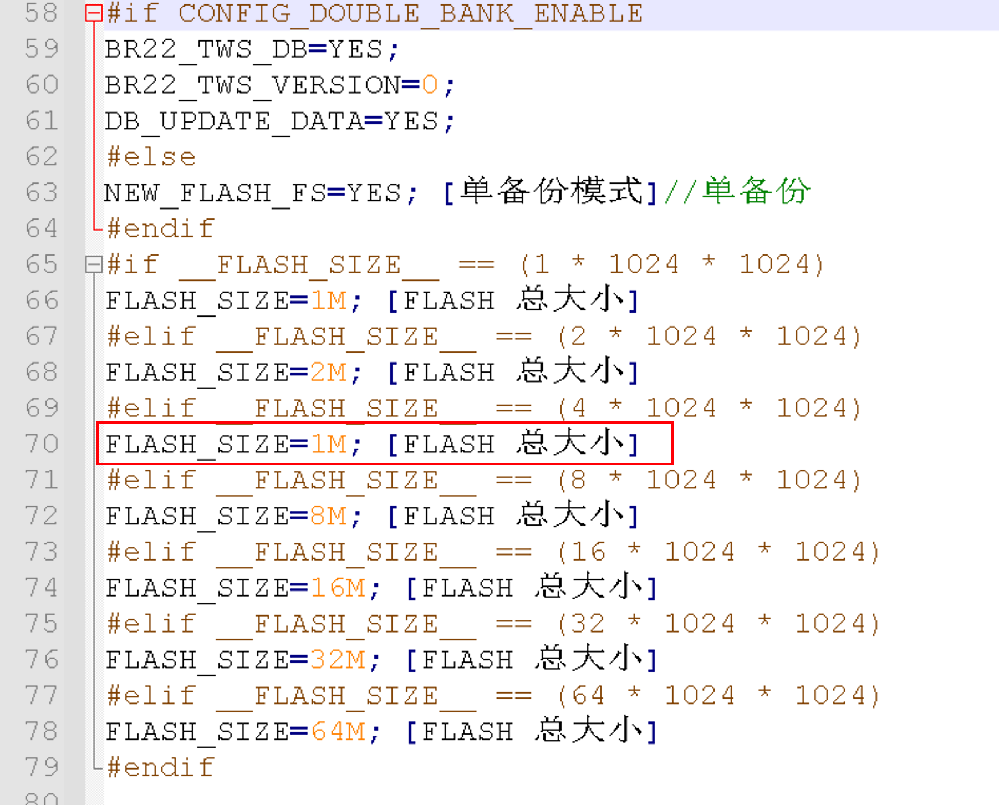 58 #if CONFIG_DOUBLE_BANK_ENABLE
59 BR22_TWS_DB=YES;
60 BR22_TWS_VERSION=0;
61 DB_UPDATE_DATA=YES;
62 #else
63 NEW_FLASH_FS=YES; [单备份模式]//单备份
64 #endif
65 #if __FLASH_SIZE__ == (1 * 1024 * 1024)
66 FLASH_SIZE=1M; [FLASH 总大小]
67 #elif __FLASH_SIZE__ == (2 * 1024 * 1024)
68 FLASH_SIZE=2M; [FLASH 总大小]
69 #elif __FLASH_SIZE__ == (4 * 1024 * 1024)
70 FLASH_SIZE=1M; [FLASH 总大小]
71 #elif __FLASH_SIZE__ == (8 * 1024 * 1024)
72 FLASH_SIZE=8M; [FLASH 总大小]
73 #elif __FLASH_SIZE__ == (16 * 1024 * 1024)
74 FLASH_SIZE=16M; [FLASH 总大小]
75 #elif __FLASH_SIZE__ == (32 * 1024 * 1024)
76 FLASH_SIZE=32M; [FLASH 总大小]
77 #elif __FLASH_SIZE__ == (64 * 1024 * 1024)
78 FLASH_SIZE=64M; [FLASH 总大小]
79 #endif
80